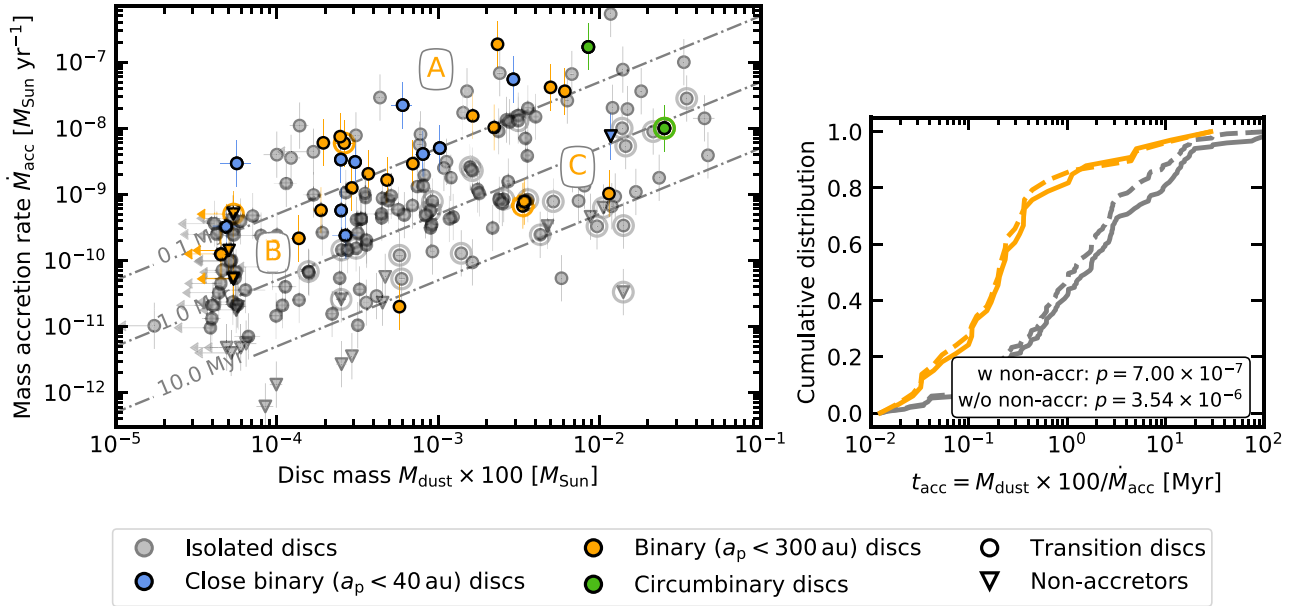 Mass accretion rate Ṁacc [MSun yr⁻¹]
10⁻⁷
10⁻⁸
10⁻⁹
10⁻¹⁰
10⁻¹¹
10⁻¹²
A
B
C
0.1 Myr
1.0 Myr
10.0 Myr
10⁻⁵ 10⁻⁴ 10⁻³ 10⁻² 10⁻¹
Disc mass Mdust × 100 [MSun]
Cumulative distribution
1.0
0.8
0.6
0.4
0.2
0.0
w non-accr: p = 7.00 × 10⁻⁷
w/o non-accr: p = 3.54 × 10⁻⁶
10⁻² 10⁻¹ 10⁰ 10¹ 10²
tacc = Mdust × 100/Ṁacc [Myr]
Isolated discs
Close binary (ap < 40 au) discs
Binary (ap < 300 au) discs
Circumbinary discs
Transition discs
Non-accretors